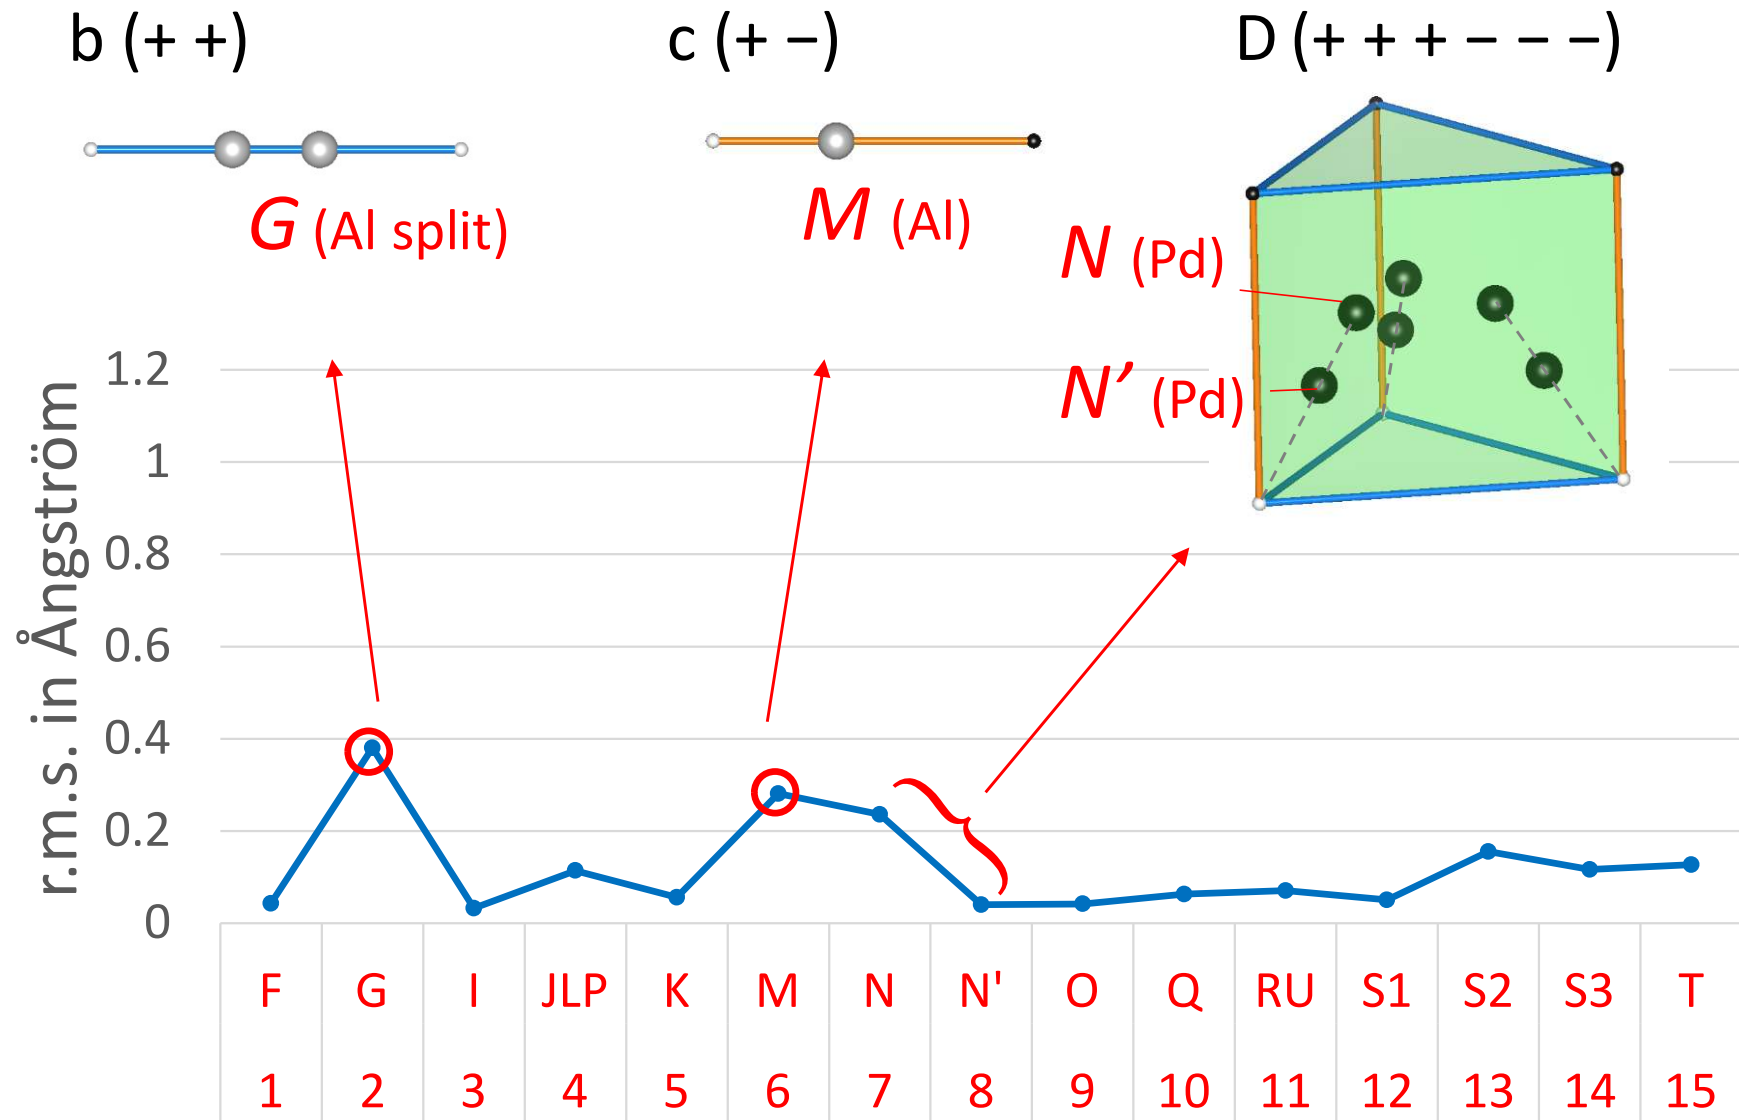 b (+ +)
c (+ −)
D (+ + + − − −)
G (Al split)
M (Al)
N (Pd)
N’ (Pd)
r.m.s. in Ångström
1.2
1
0.8
0.6
0.4
0.2
0
F G I JLP K M N N' O Q RU S1 S2 S3 T
1 2 3 4 5 6 7 8 9 10 11 12 13 14 15